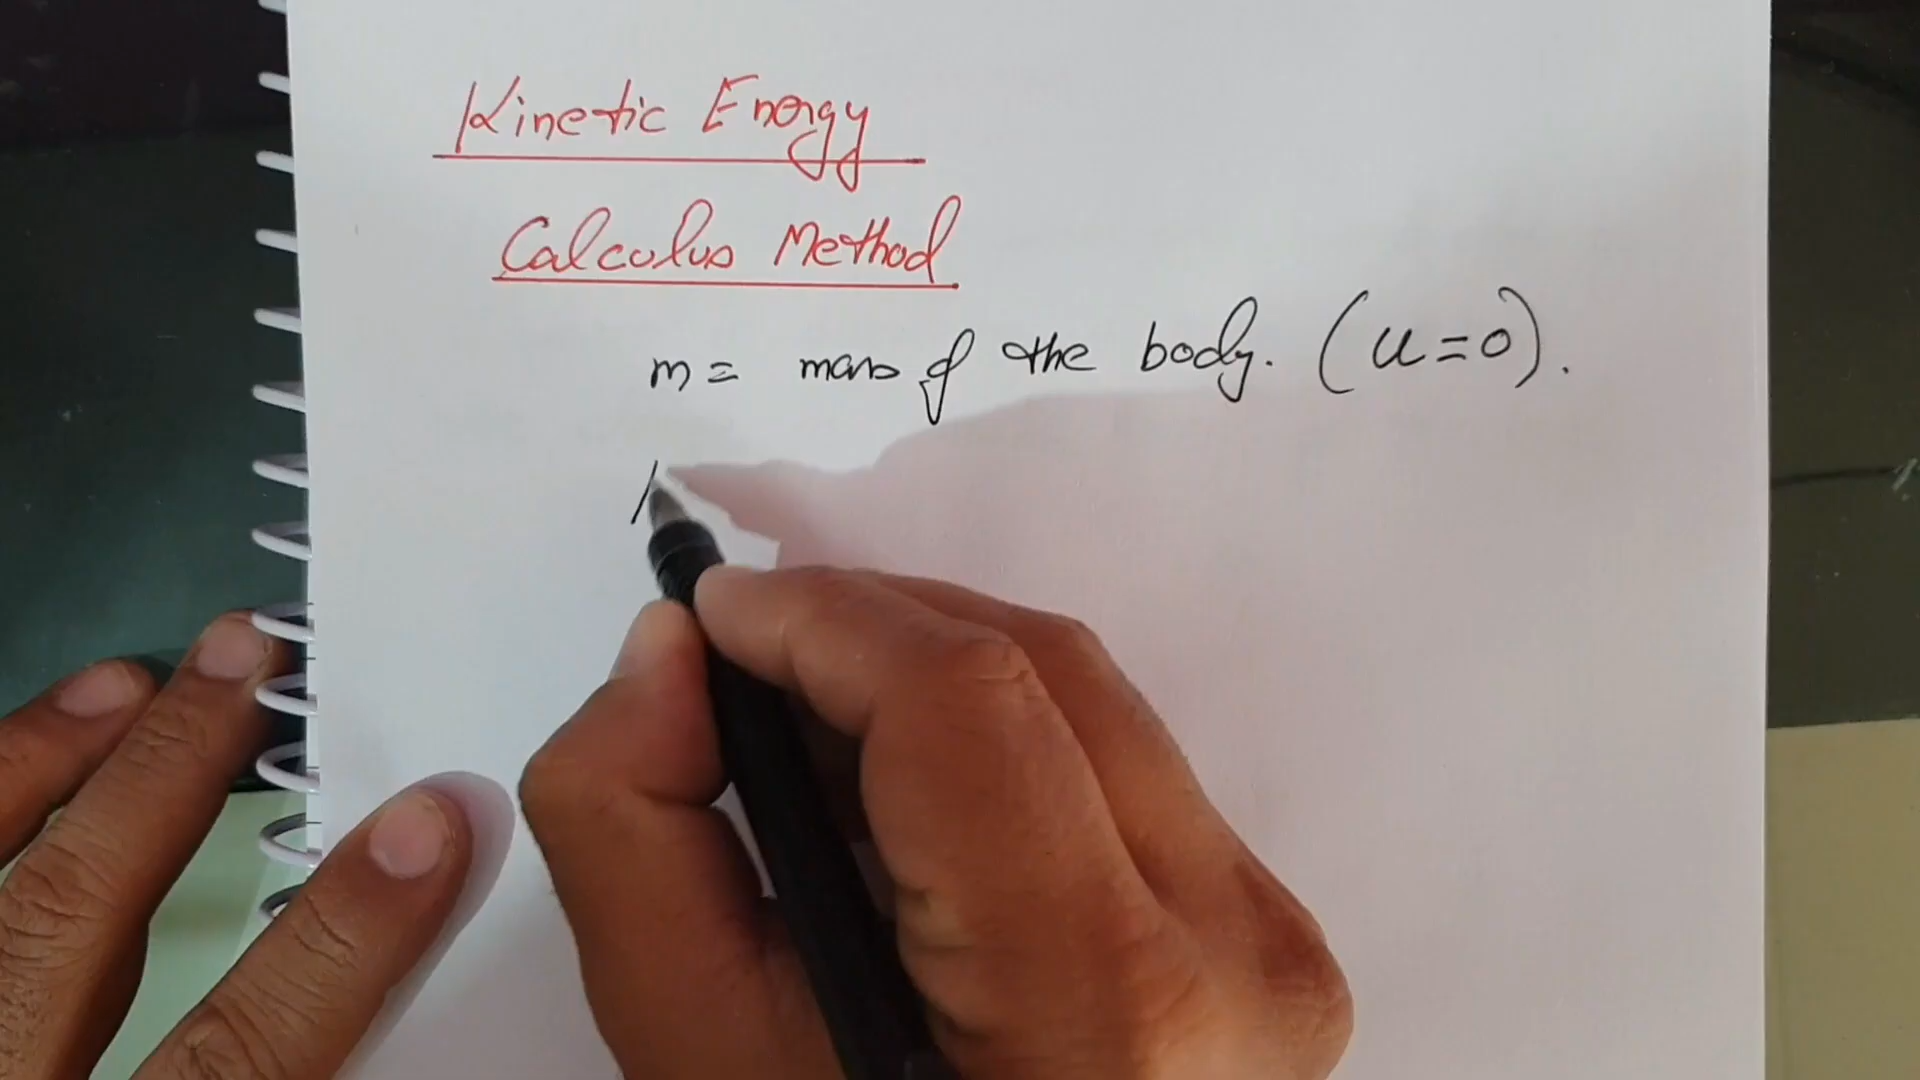 Kinetic Energy
Calculus Method
m = mass of the body. (u=0).